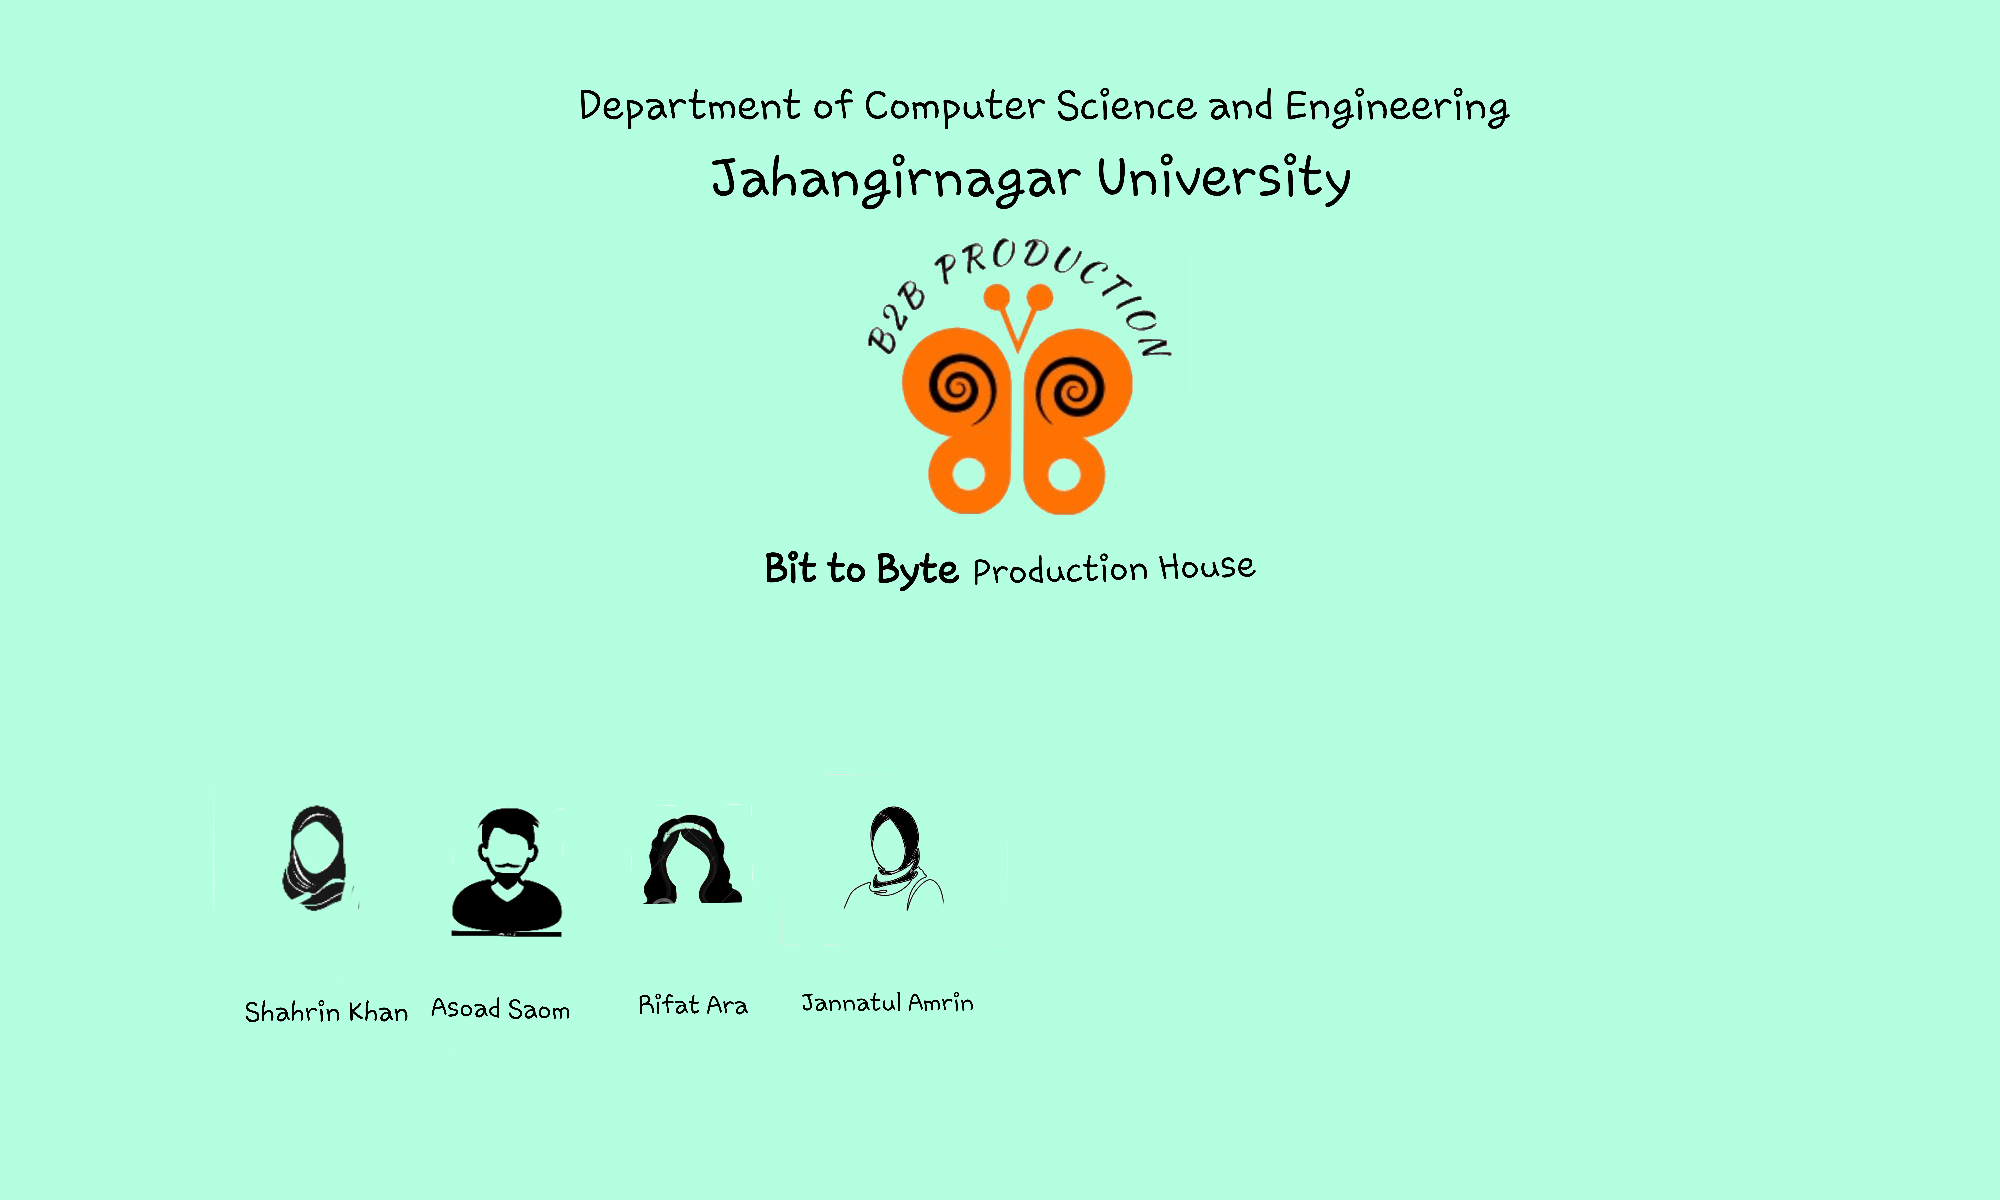 Department of Computer Science and Engineering
Jahangirnagar University
B2B PRODUCTION
Bit to Byte Production House
Shahrin Khan Asoad Saom Rifat Ara Jannatul Amrin